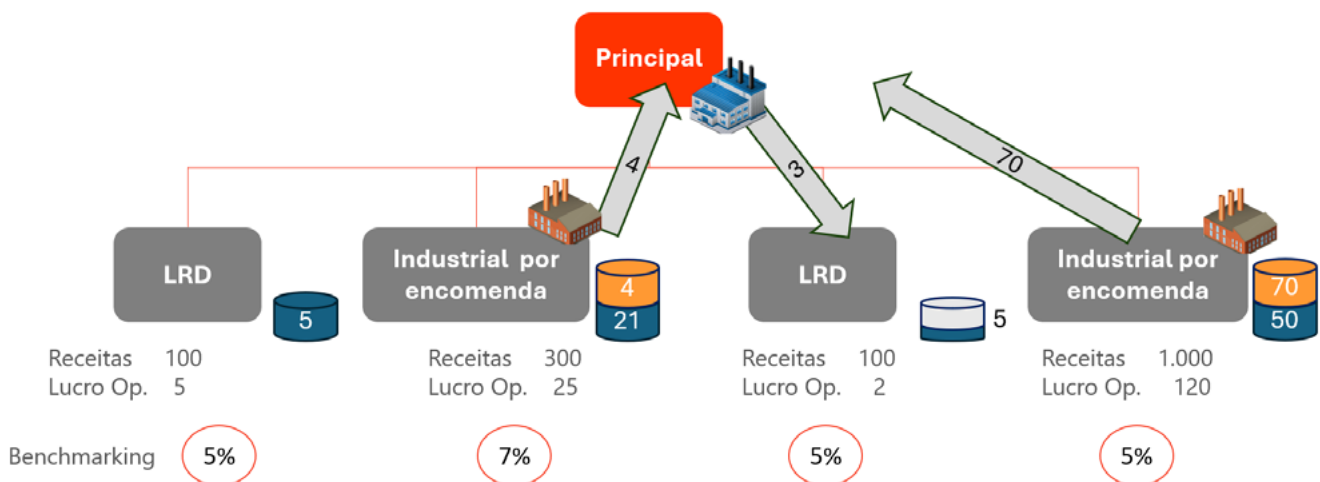 Principal
4
3
70
LRD
5
Industrial por
encomenda
4
21
LRD
5
Industrial por
encomenda
70
50
Receitas 100
Lucro Op. 5
Receitas 300
Lucro Op. 25
Receitas 100
Lucro Op. 2
Receitas 1.000
Lucro Op. 120
Benchmarking 5% 7% 5% 5%